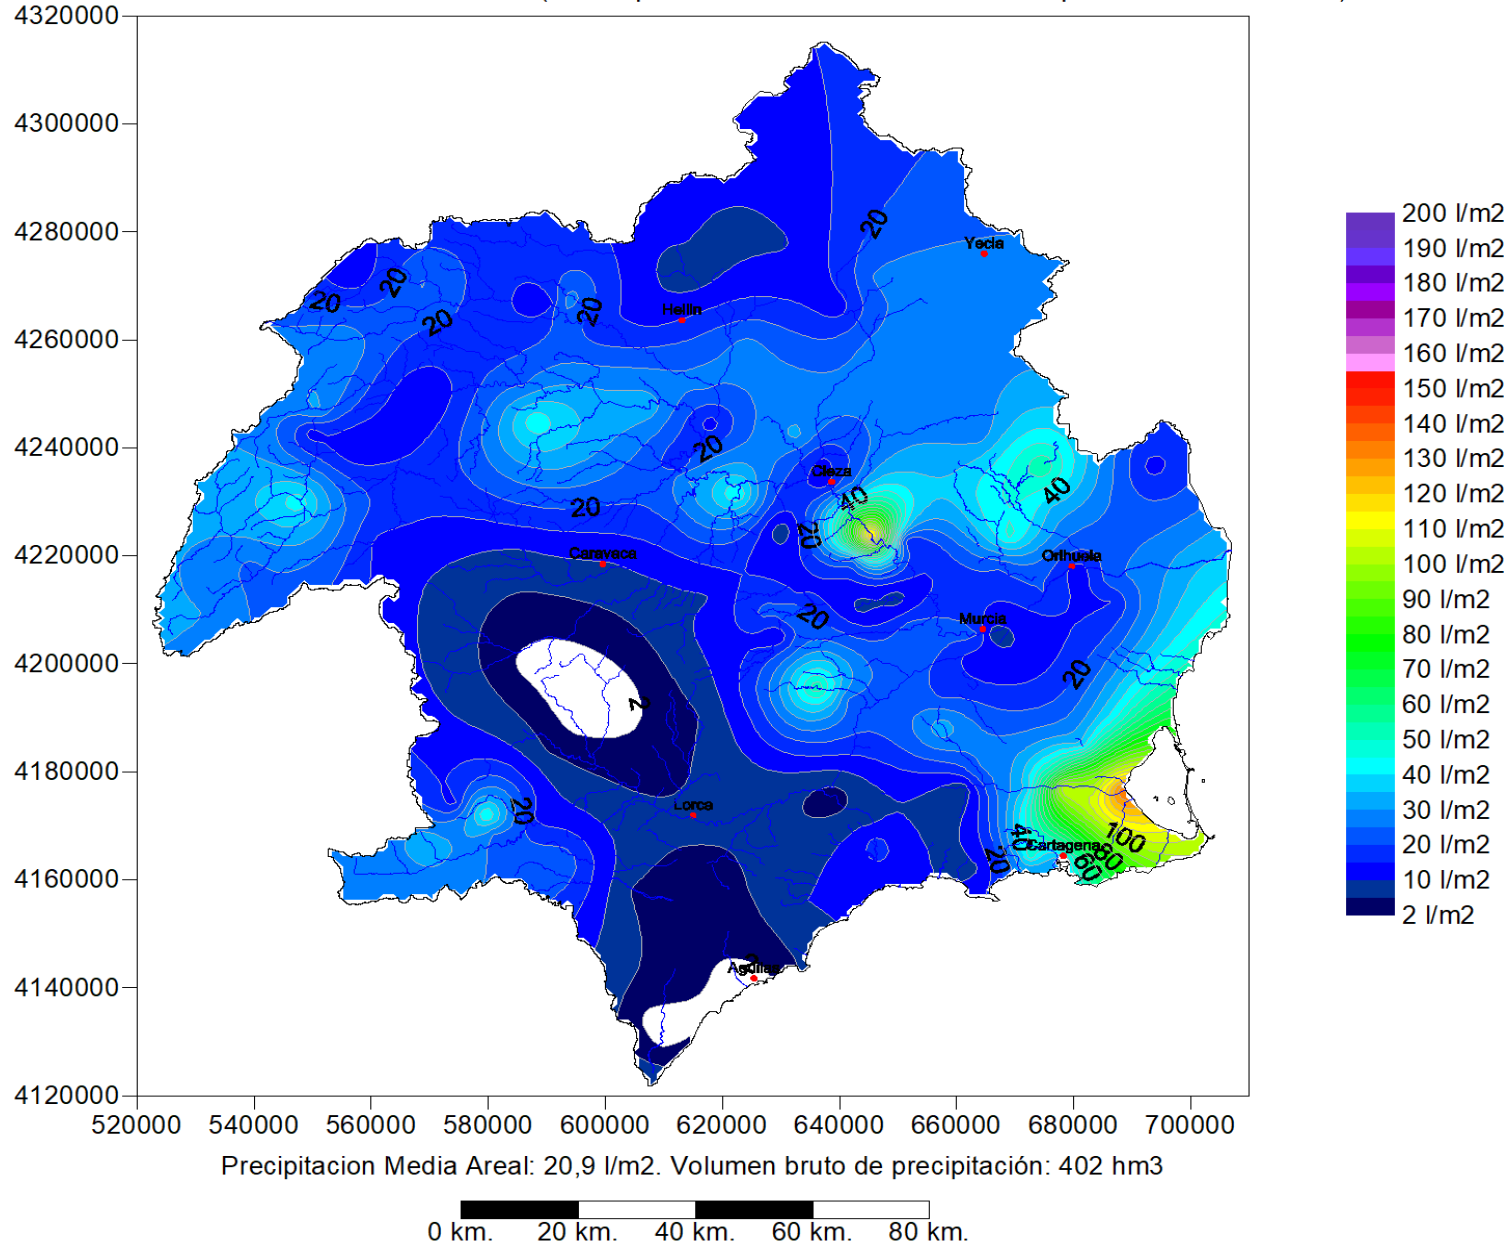 4320000
4300000
4280000
4260000
4240000
4220000
4200000
4180000
4160000
4140000
4120000
520000 540000 560000 580000 600000 620000 640000 660000 680000 700000
20
Yecla
20
20
20
20
Hellin
20
Cieza
40
40
20
20
Caravaca
Orihuela
20
Murcia
20
2
20
Lorca
100
40
Cartagena
80
60
20
Aguilas
200 l/m2
190 l/m2
180 l/m2
170 l/m2
160 l/m2
150 l/m2
140 l/m2
130 l/m2
120 l/m2
110 l/m2
100 l/m2
90 l/m2
80 l/m2
70 l/m2
60 l/m2
50 l/m2
40 l/m2
30 l/m2
20 l/m2
10 l/m2
2 l/m2
Precipitacion Media Areal: 20,9 l/m2. Volumen bruto de precipitación: 402 hm3
0 km. 20 km. 40 km. 60 km. 80 km.